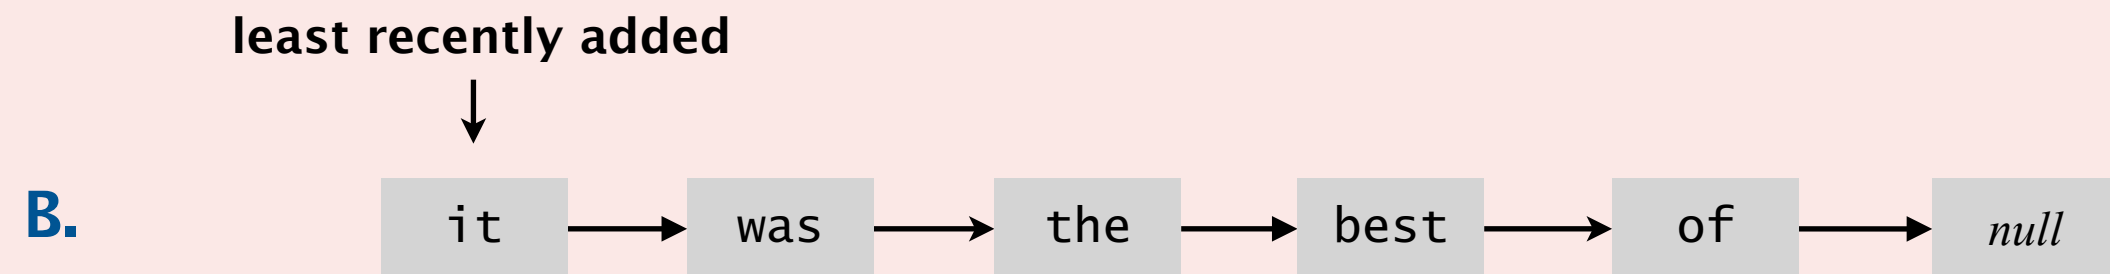 least recently added
B. it was the best of null